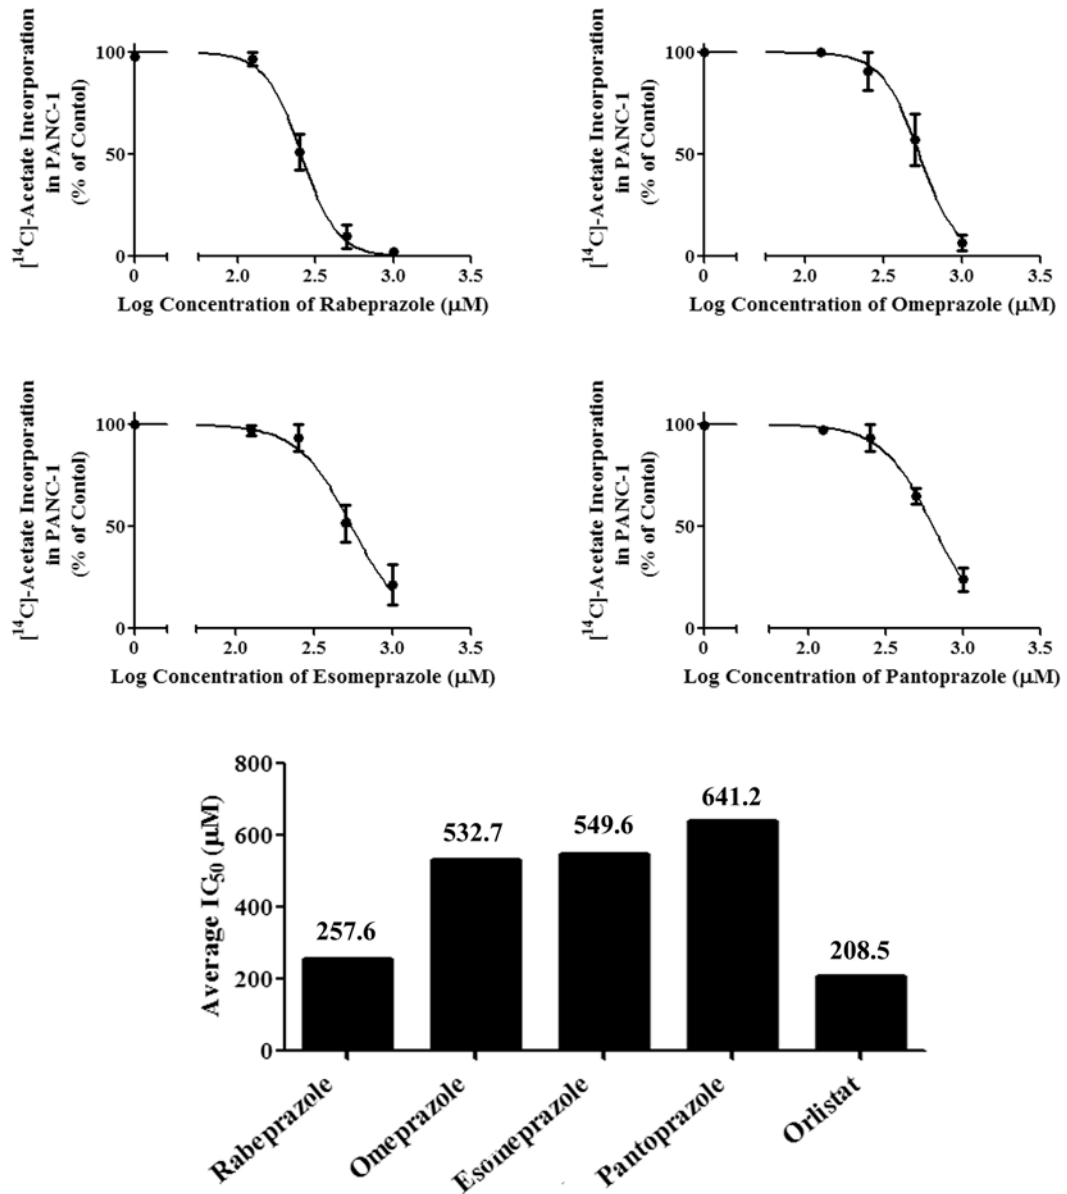 [¹⁴C]-Acetate Incorporation
in PANC-1
(% of Contol)
100
50
0
0 2.0 2.5 3.0 3.5
Log Concentration of Rabeprazole (µM)
[¹⁴C]-Acetate Incorporation
in PANC-1
(% of Contol)
100
50
0
0 2.0 2.5 3.0 3.5
Log Concentration of Omeprazole (µM)
[¹⁴C]-Acetate Incorporation
in PANC-1
(% of Contol)
100
50
0
0 2.0 2.5 3.0 3.5
Log Concentration of Esomeprazole (µM)
[¹⁴C]-Acetate Incorporation
in PANC-1
(% of Contol)
100
50
0
0 2.0 2.5 3.0 3.5
Log Concentration of Pantoprazole (µM)
Average IC₅₀ (µM)
800
600
400
200
0
257.6
532.7
549.6
641.2
208.5
Rabeprazole
Omeprazole
Esomeprazole
Pantoprazole
Orlistat